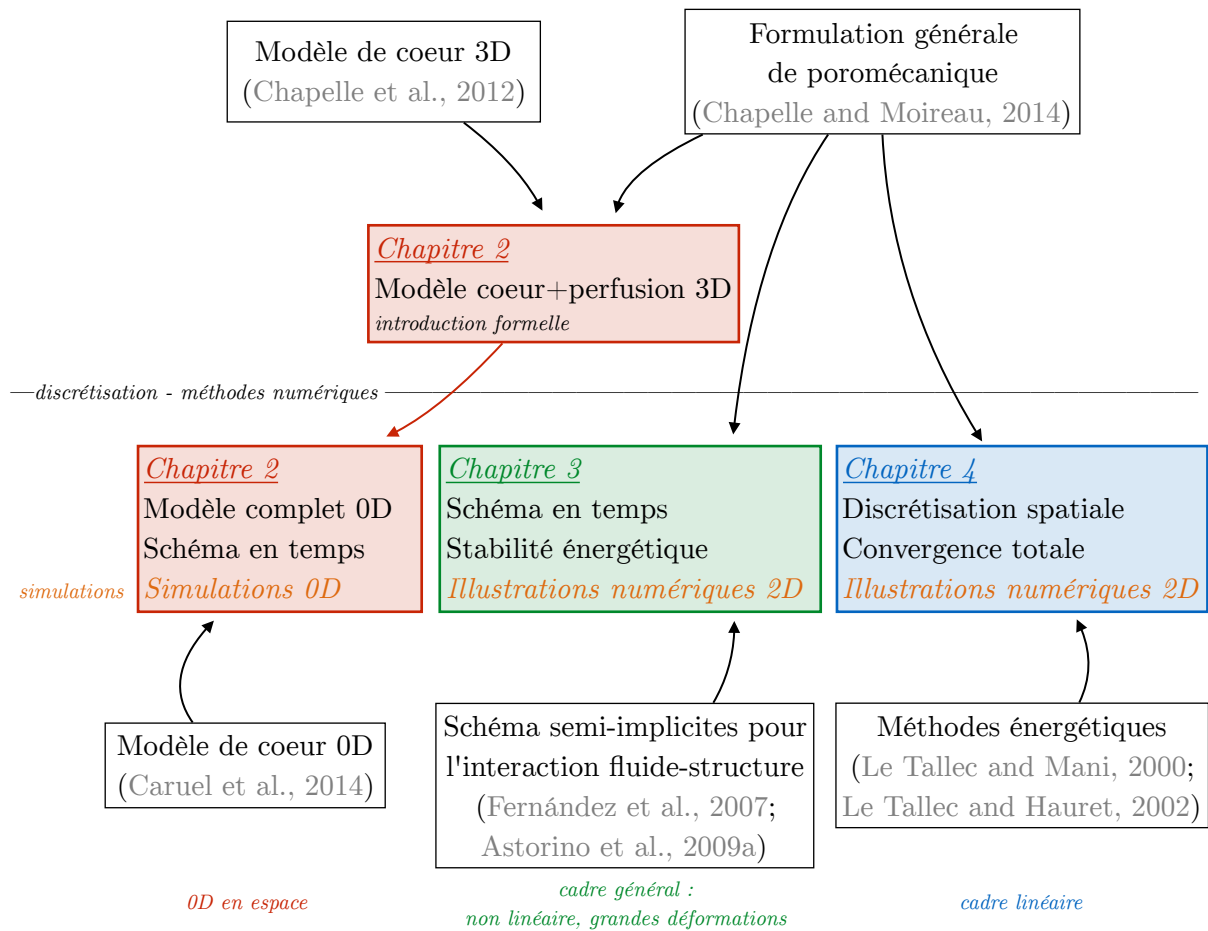 Modèle de coeur 3D
(Chapelle et al., 2012)
Formulation générale
de poromécanique
(Chapelle and Moireau, 2014)
Chapitre 2
Modèle coeur+perfusion 3D
introduction formelle
discrétisation - méthodes numériques
simulations
Chapitre 2
Modèle complet 0D
Schéma en temps
Simulations 0D
Chapitre 3
Schéma en temps
Stabilité énergétique
Illustrations numériques 2D
Chapitre 4
Discrétisation spatiale
Convergence totale
Illustrations numériques 2D
Modèle de coeur 0D
(Caruel et al., 2014)
Schéma semi-implicites pour
l'interaction fluide-structure
(Fernández et al., 2007;
Astorino et al., 2009a)
Méthodes énergétiques
(Le Tallec and Mani, 2000;
Le Tallec and Hauret, 2002)
0D en espace
cadre général :
non linéaire, grandes déformations
cadre linéaire